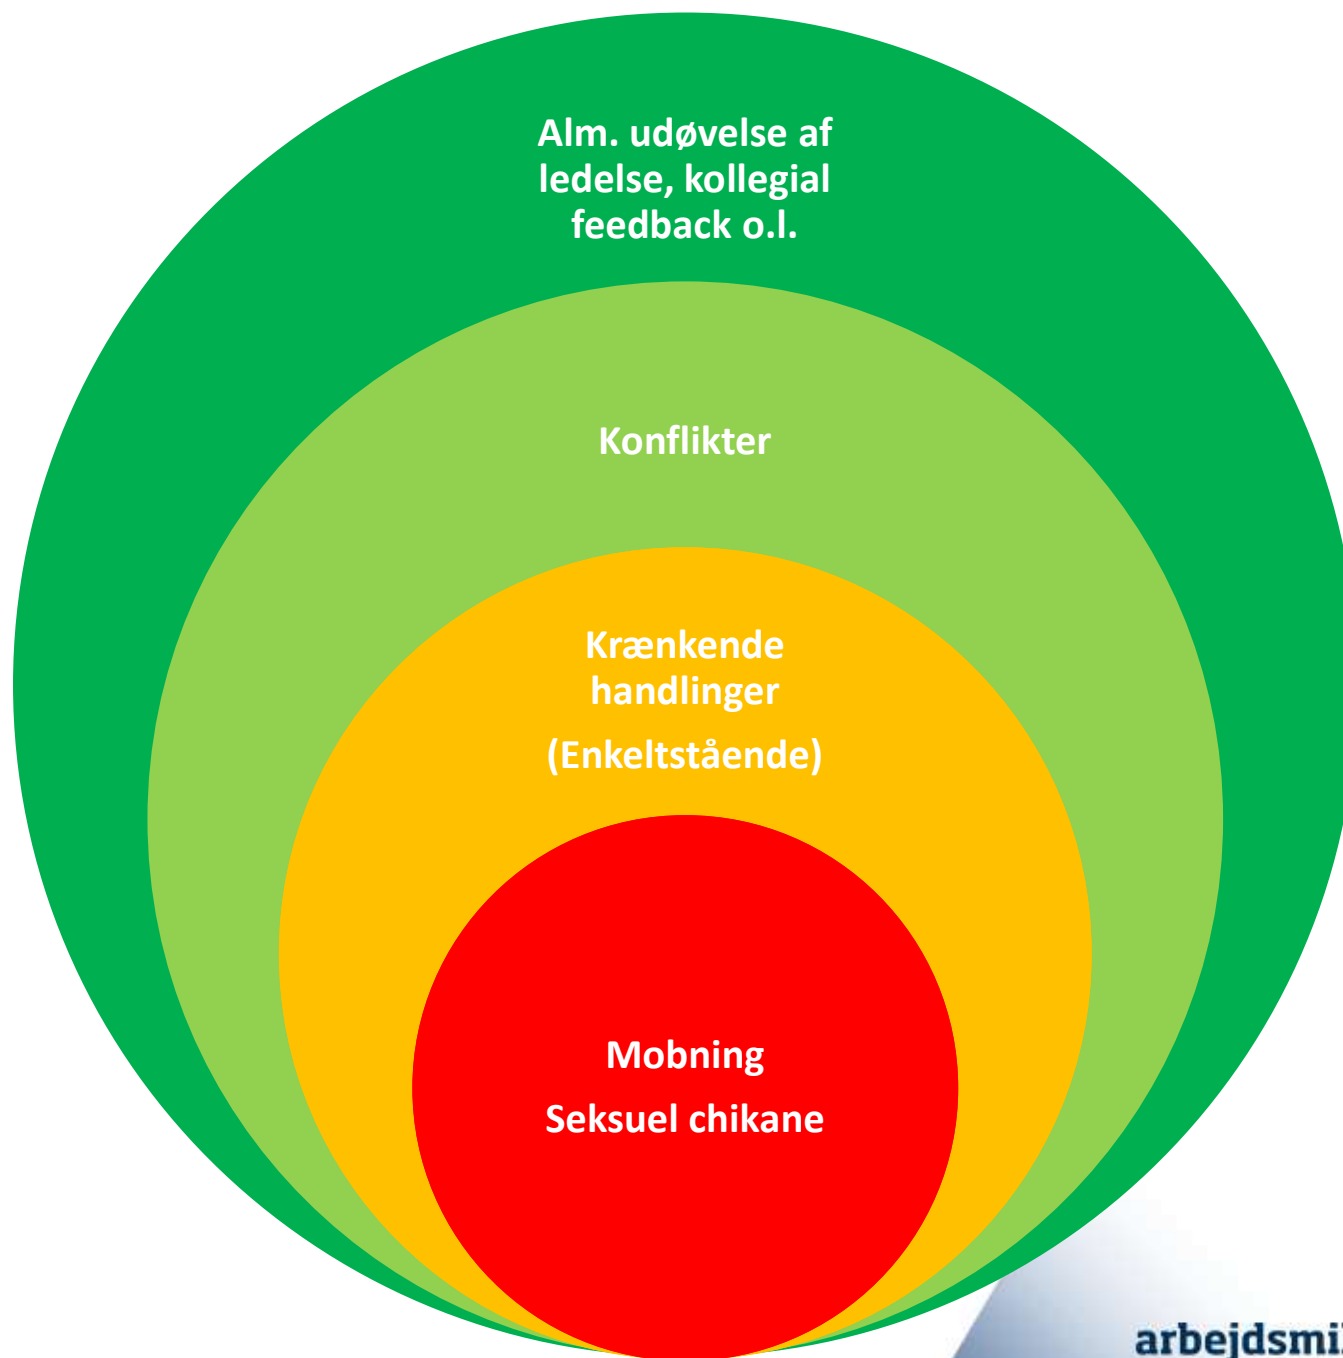 Alm. udøvelse af
ledelse, kollegial
feedback o.l.
Konflikter
Krænkende
handlinger
(Enkeltstående)
Mobning
Seksuel chikane
arbejdsmi